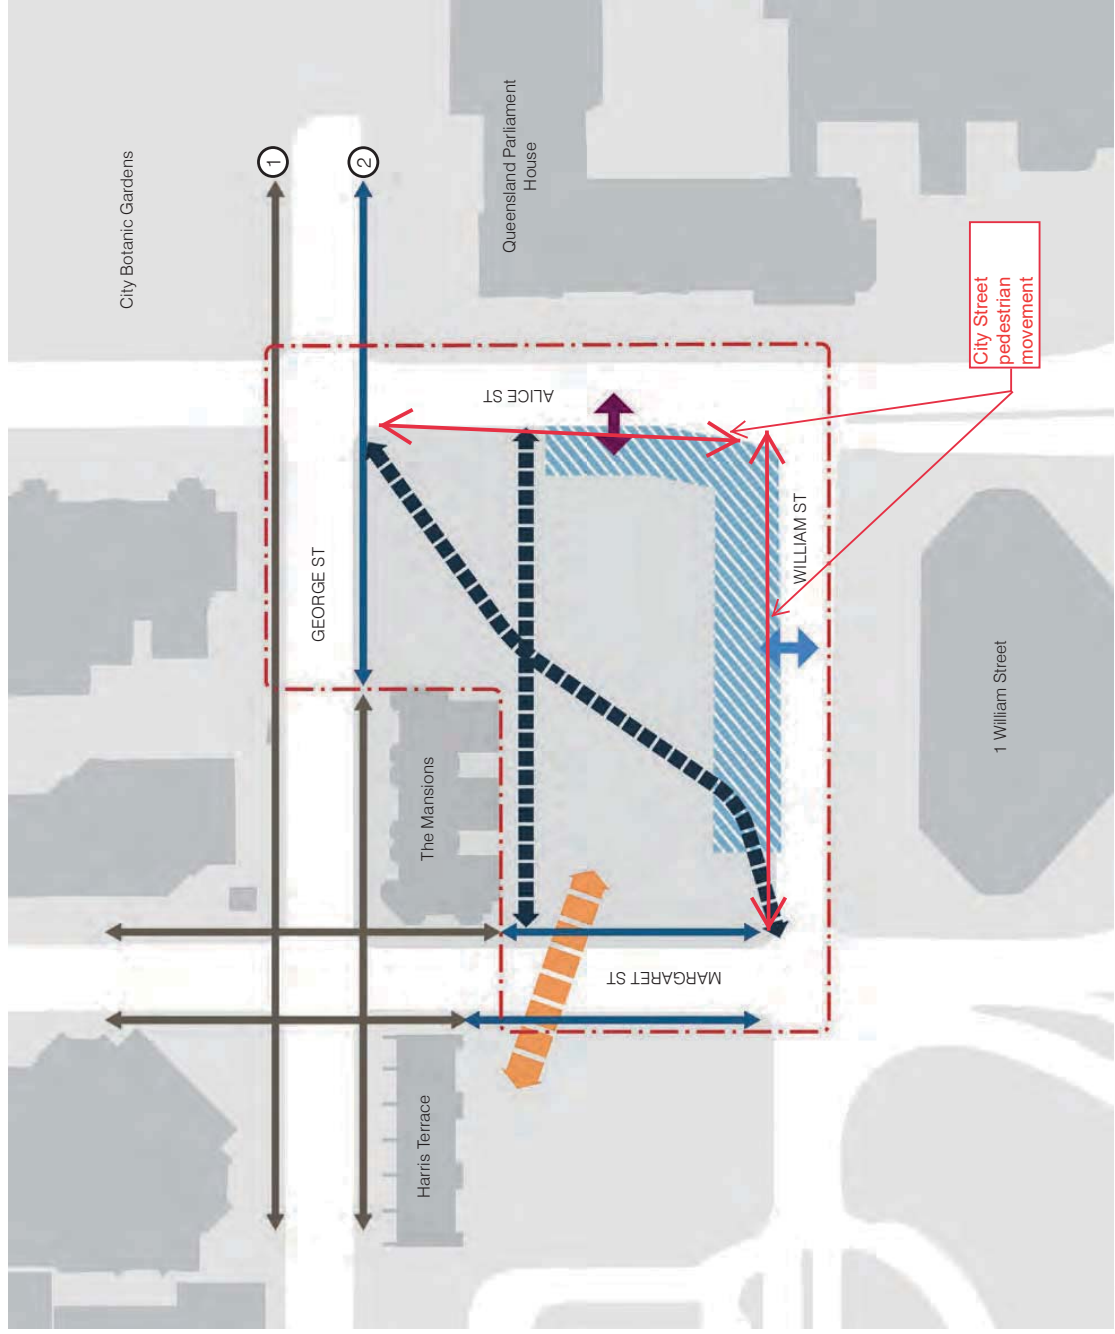 City Botanic Gardens
1
2
Queensland Parliament
House
City Street
pedestrian
movement
ALICE ST
GEORGE ST
WILLIAM ST
The Mansions
1 William Street
MARGARET ST
Harris Terrace